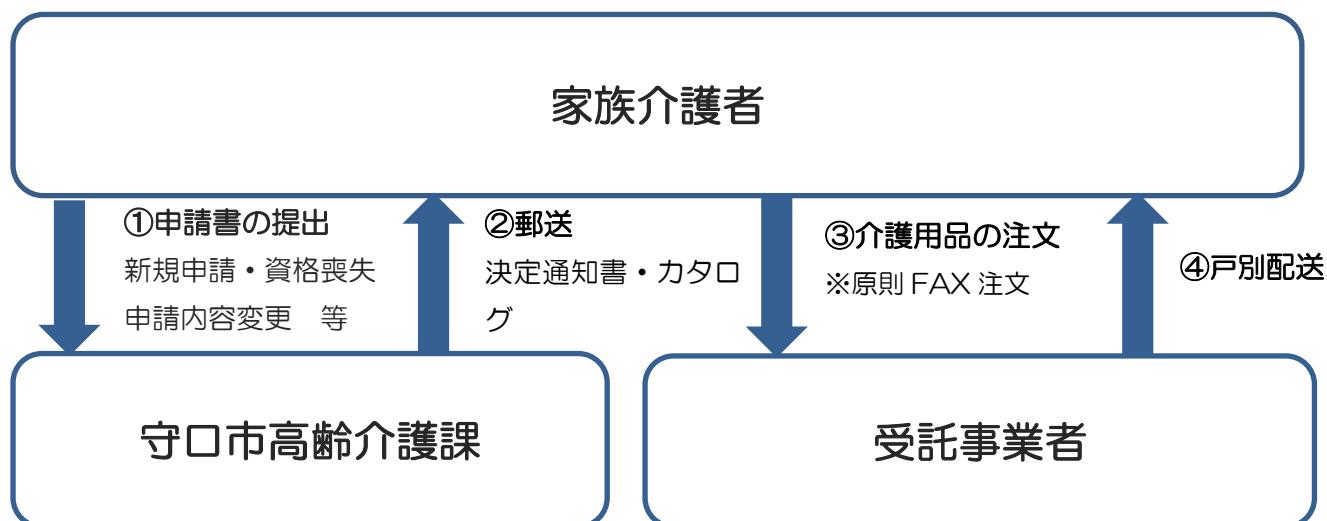 家族介護者
①申請書の提出
新規申請・資格喪失
申請内容変更　等
②郵送
決定通知書・カタロ
グ
③介護用品の注文
※原則 FAX 注文
④戸別配送
守口市高齢介護課
受託事業者